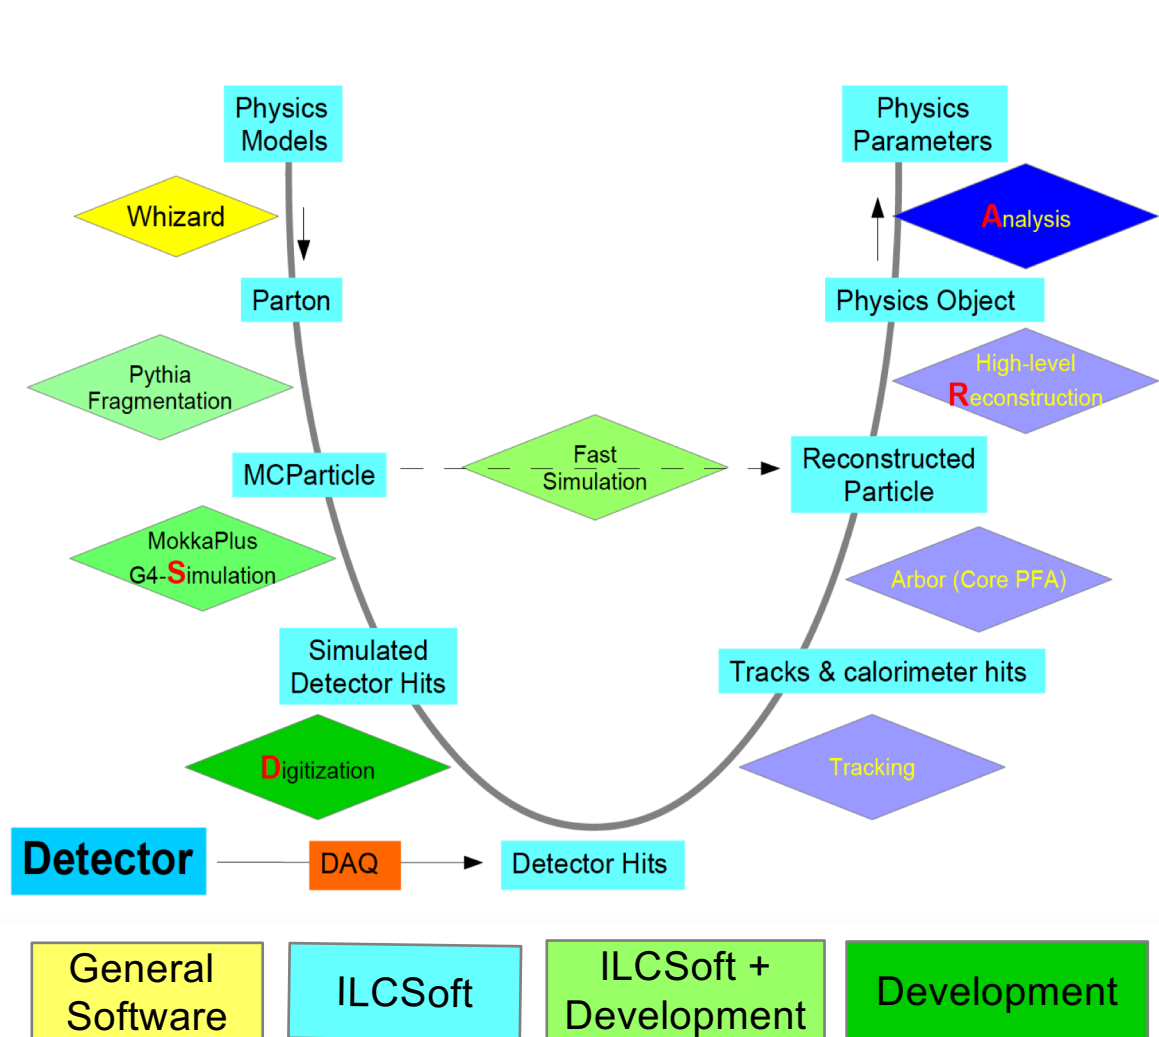 Physics
Models
Physics
Parameters
Whizard
Analysis
Parton
Physics Object
Pythia
Fragmentation
High-level
Reconstruction
MCParticle
Fast
Simulation
Reconstructed
Particle
MokkaPlus
G4-Simulation
Arbor (Core PFA)
Simulated
Detector Hits
Tracks & calorimeter hits
Digitization
Tracking
Detector
DAQ
Detector Hits
General
Software
ILCSoft
ILCSoft +
Development
Development